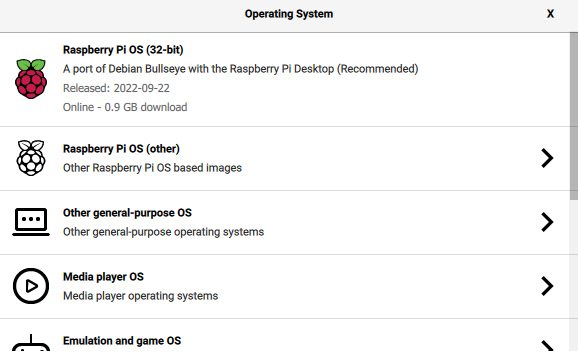 Operating System X
Raspberry Pi OS (32-bit)
A port of Debian Bullseye with the Raspberry Pi Desktop (Recommended)
Released: 2022-09-22
Online - 0.9 GB download
Raspberry Pi OS (other)
Other Raspberry Pi OS based images
Other general-purpose OS
Other general-purpose operating systems
Media player OS
Media player operating systems
Emulation and game OS